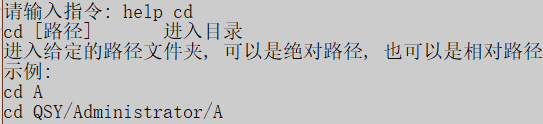 请输入指令: help cd
cd [路径]      进入目录
进入给定的路径文件夹, 可以是绝对路径, 也可以是相对路径
示例:
cd A
cd QSY/Administrator/A